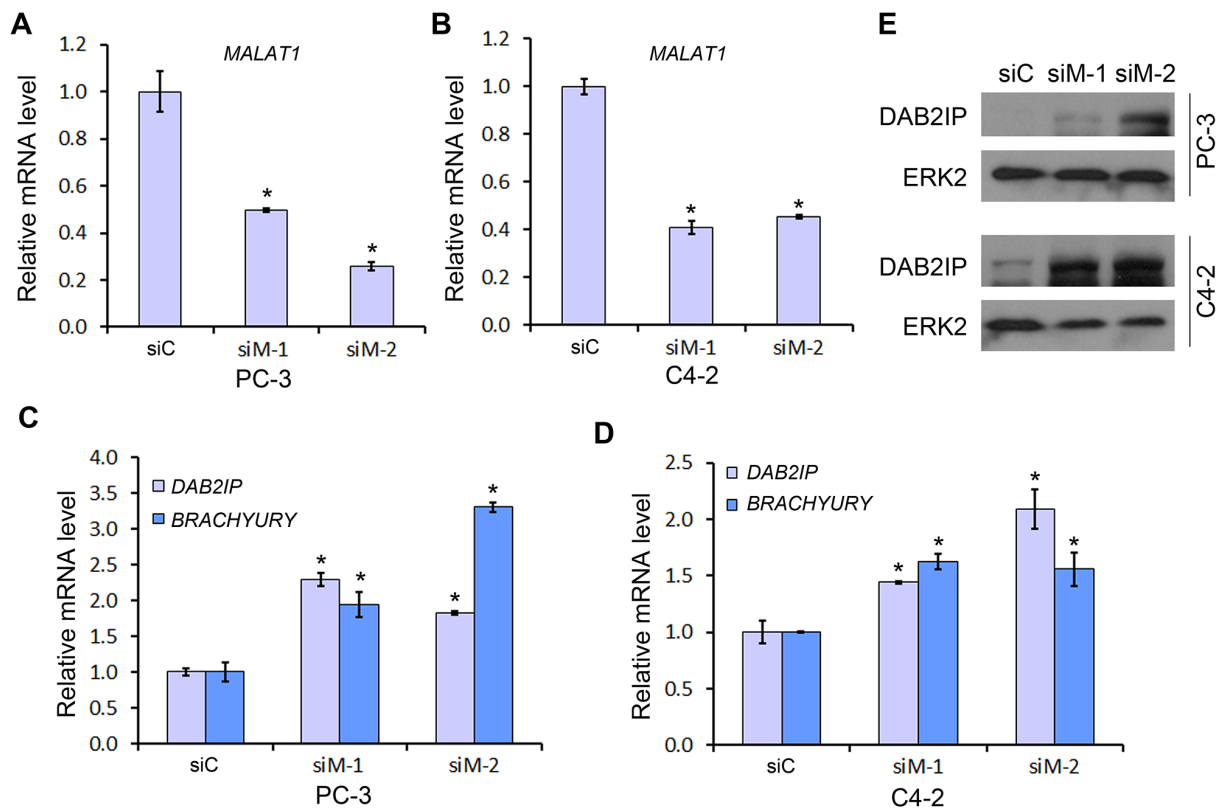 A
MALAT1
Relative mRNA level
1.2
1.0
0.8
0.6
0.4
0.2
0.0
*
*
siC siM-1 siM-2
PC-3
B
MALAT1
Relative mRNA level
1.2
1.0
0.8
0.6
0.4
0.2
0.0
*
*
siC siM-1 siM-2
C4-2
E
siC siM-1 siM-2
DAB2IP
ERK2
PC-3
DAB2IP
ERK2
C4-2
C
Relative mRNA level
4.0
3.5
3.0
2.5
2.0
1.5
1.0
0.5
0.0
DAB2IP
BRACHYURY
*
*
*
*
siC siM-1 siM-2
PC-3
D
Relative mRNA level
2.5
2.0
1.5
1.0
0.5
0.0
DAB2IP
BRACHYURY
*
*
*
*
siC siM-1 siM-2
C4-2